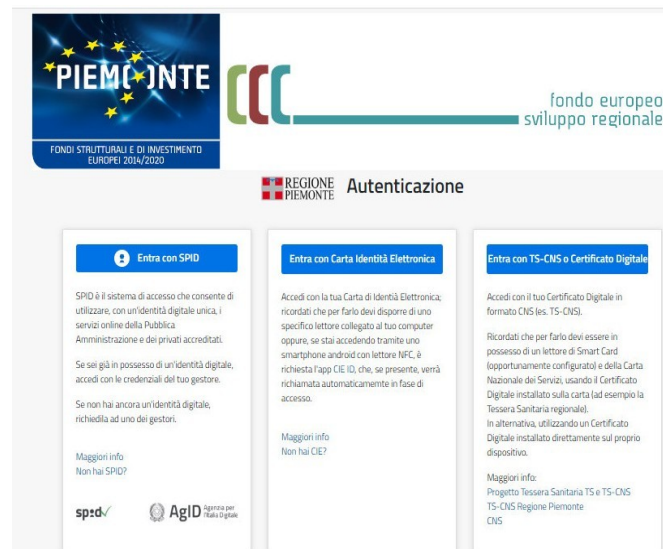 PIEMONTE
FONDI STRUTTURALI E DI INVESTIMENTO
EUROPEI 2014/2020
fondo europeo
sviluppo regionale
REGIONE
PIEMONTE
Autenticazione
Entra con SPID
SPID è il sistema di accesso che consente di
utilizzare, con un'identità digitale unica, i
servizi online della Pubblica
Amministrazione e dei privati accreditati.
Se sei già in possesso di un'identità digitale,
accedi con le credenziali del tuo gestore.
Se non hai ancora un'identità digitale,
richiedila ad uno dei gestori.
Maggiori info
Non hai SPID?
spid
AgID Agenzia per
l'Italia Digitale
Entra con Carta Identità Elettronica
Accedi con la tua Carta di Identià Elettronica;
ricordati che per farlo devi disporre di uno
specifico lettore collegato al tuo computer
oppure, se stai accedendo tramite uno
smartphone android con lettore NFC, è
richiesta l'app CIE ID, che, se presente, verrà
richiamata automaticamemte in fase di
accesso.
Maggiori info
Non hai CIE?
Entra con TS-CNS o Certificato Digitale
Accedi con il tuo Certificato Digitale in
formato CNS (es. TS-CNS).
Ricordati che per farlo devi essere in
possesso di un lettore di Smart Card
(opportunamente configurato) e della Carta
Nazionale dei Servizi, usando il Certificato
Digitale installato sulla carta (ad esempio la
Tessera Sanitaria regionale).
In alternativa, utilizzando un Certificato
Digitale installato direttamente sul proprio
dispositivo.
Maggiori info:
Progetto Tessera Sanitaria TS e TS-CNS
TS-CNS Regione Piemonte
CNS